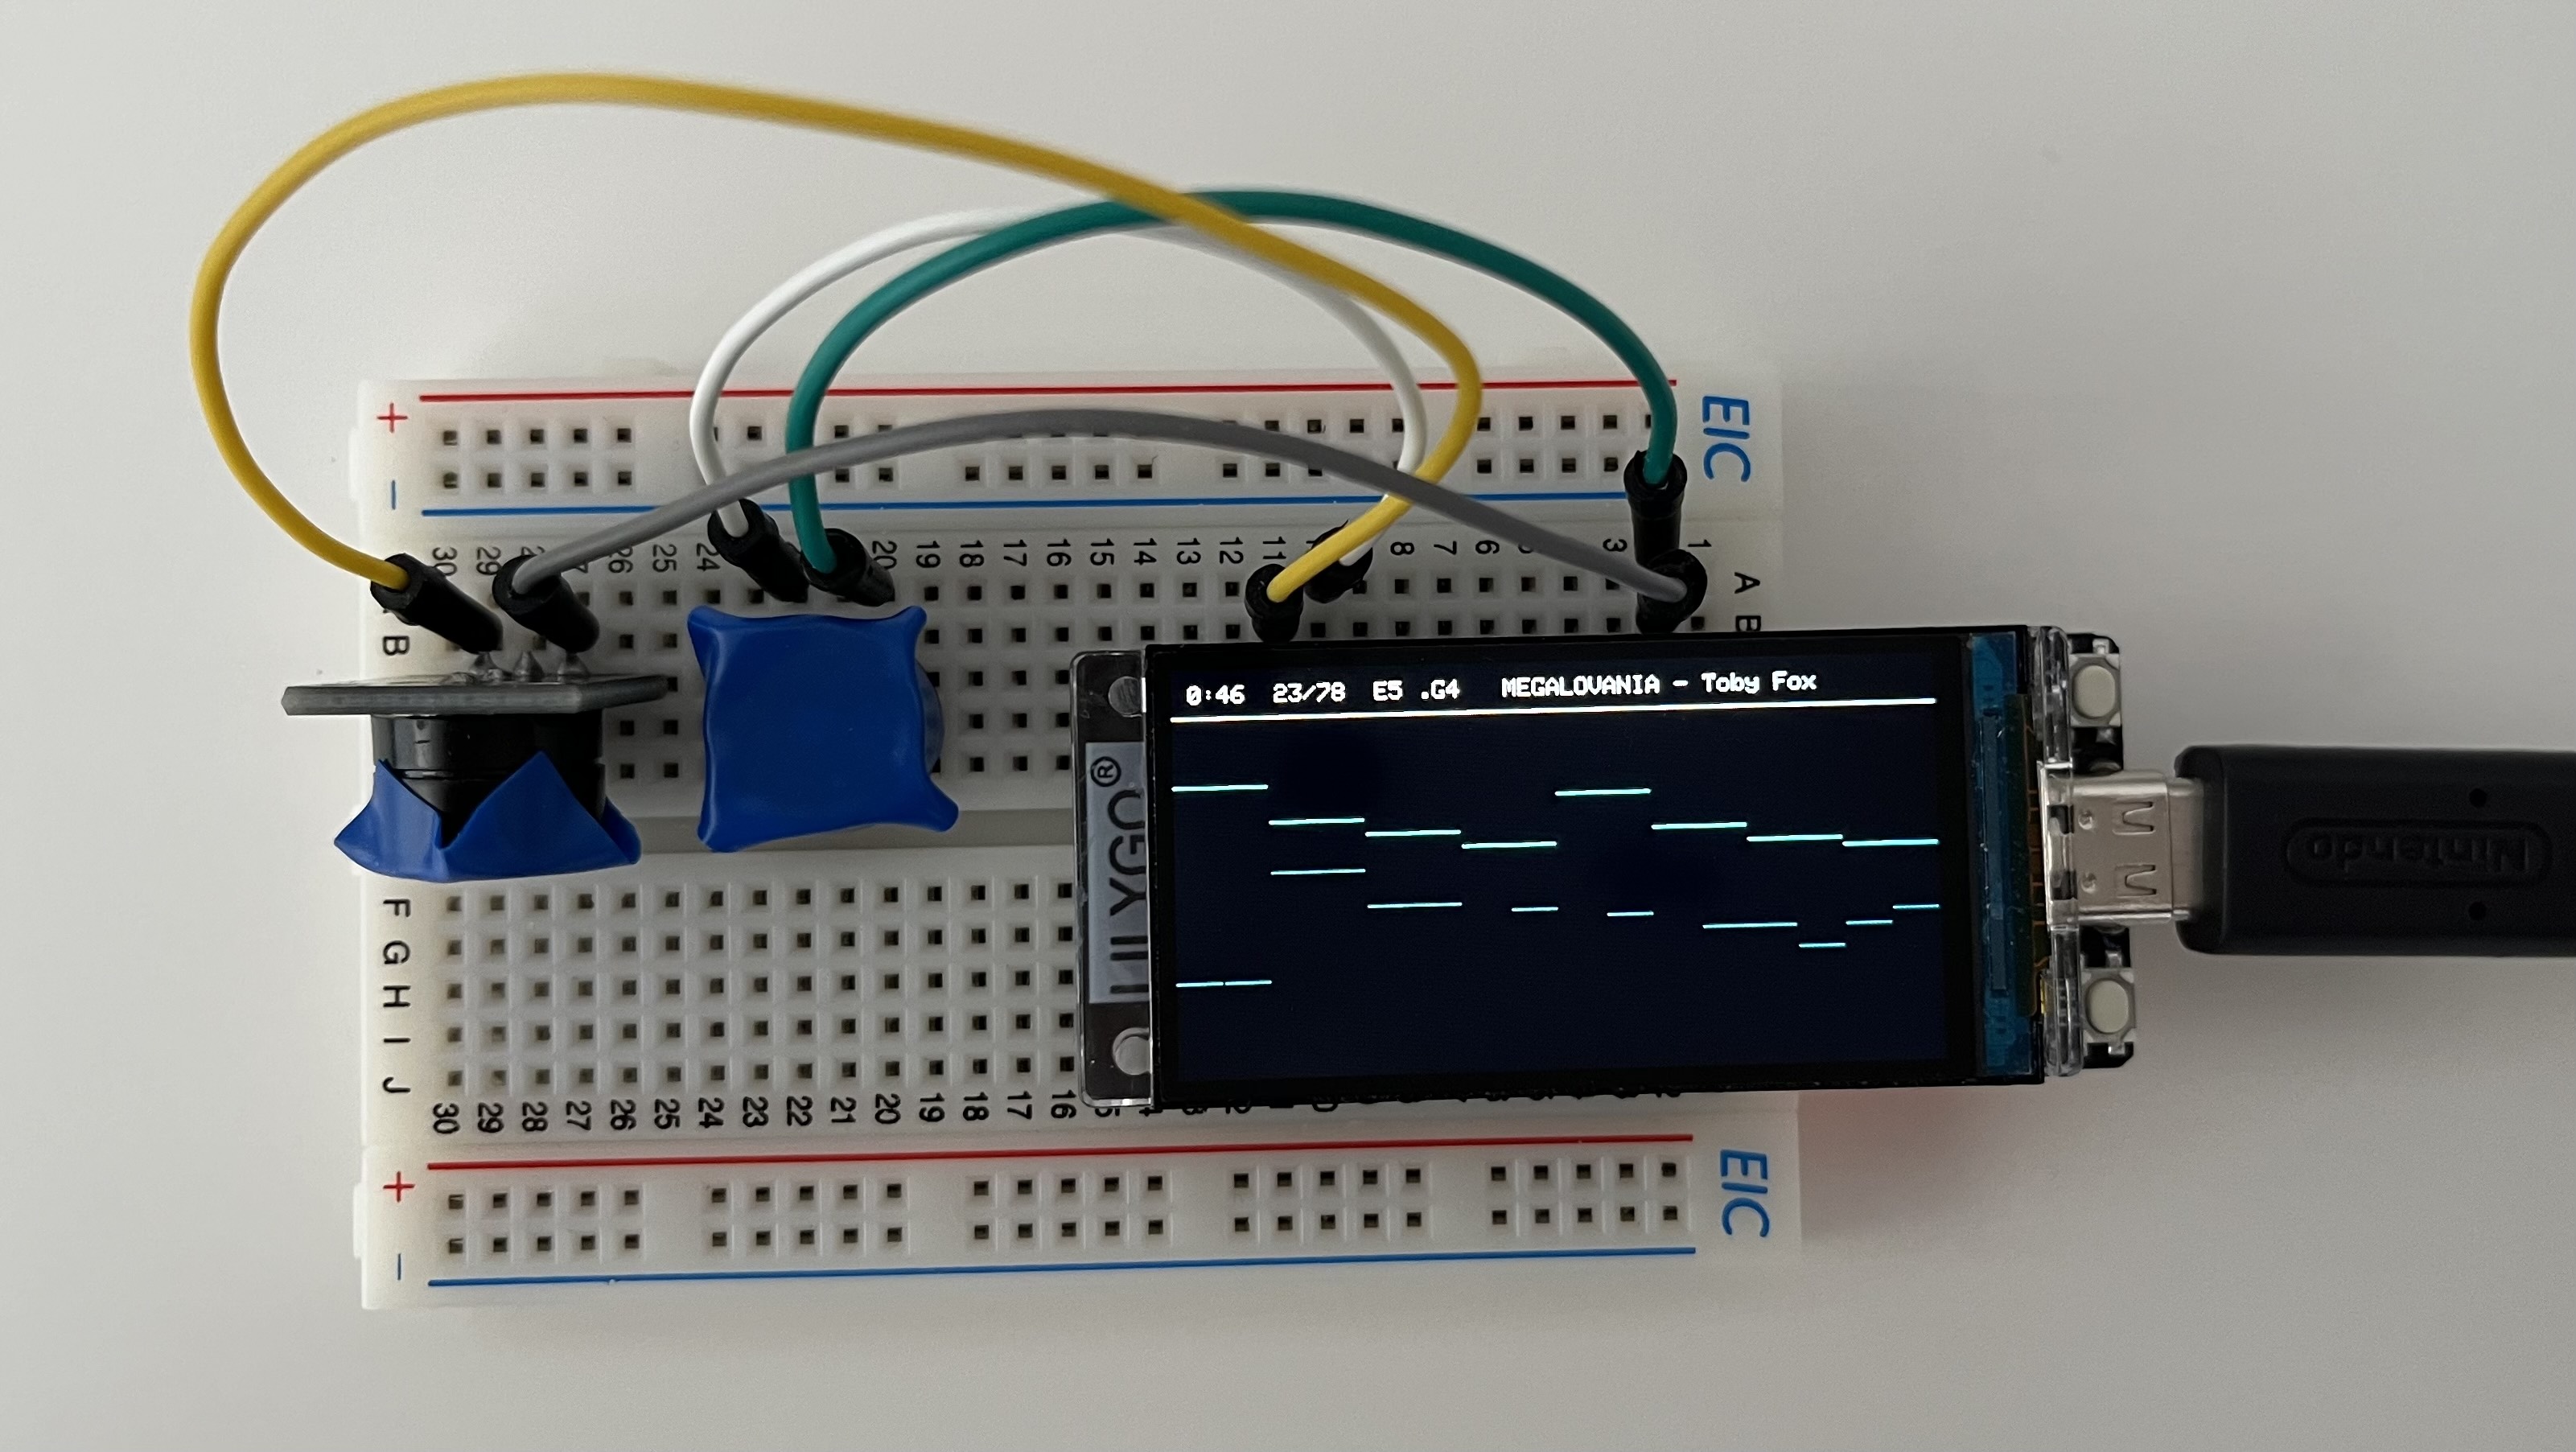 +
EIC
−
30 29 26 25 24 20 19 18 17 16 15 14 13 12 11 8 7 6 3 1
A
B B
0:46 23/78 E5 .G4 MEGALOVANIA - Toby Fox
LILYGO®
Nintendo
F
G
H
I
J
30 29 28 27 26 25 24 23 22 21 20 19 18 17 16
+
EIC
−